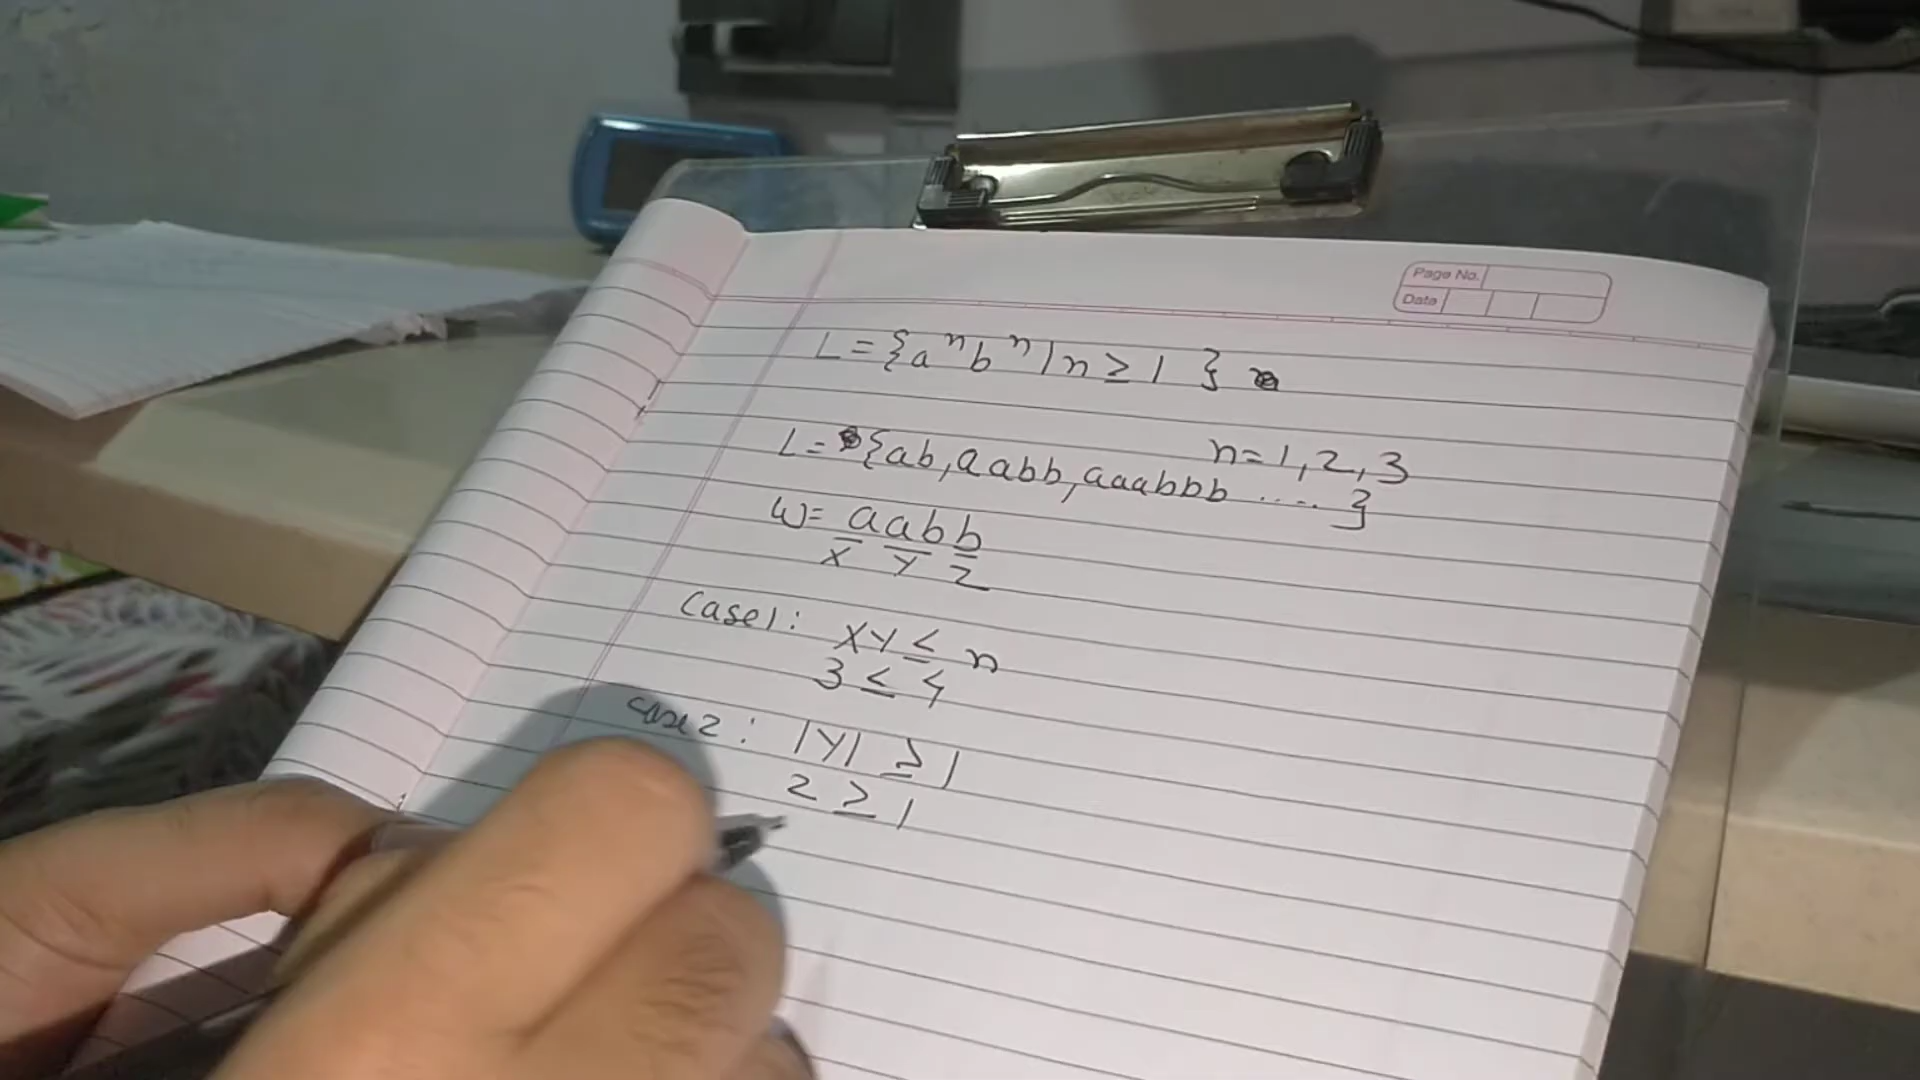 Page No.
Date
L = {aⁿbⁿ | n ≥ 1 }
n = 1, 2, 3
L = {ab, aabb, aaabbb .... }
w = aabb
x y z
Case1: xy ≤ n
3 ≤ 4
case2: |y| ≥ 1
2 ≥ 1